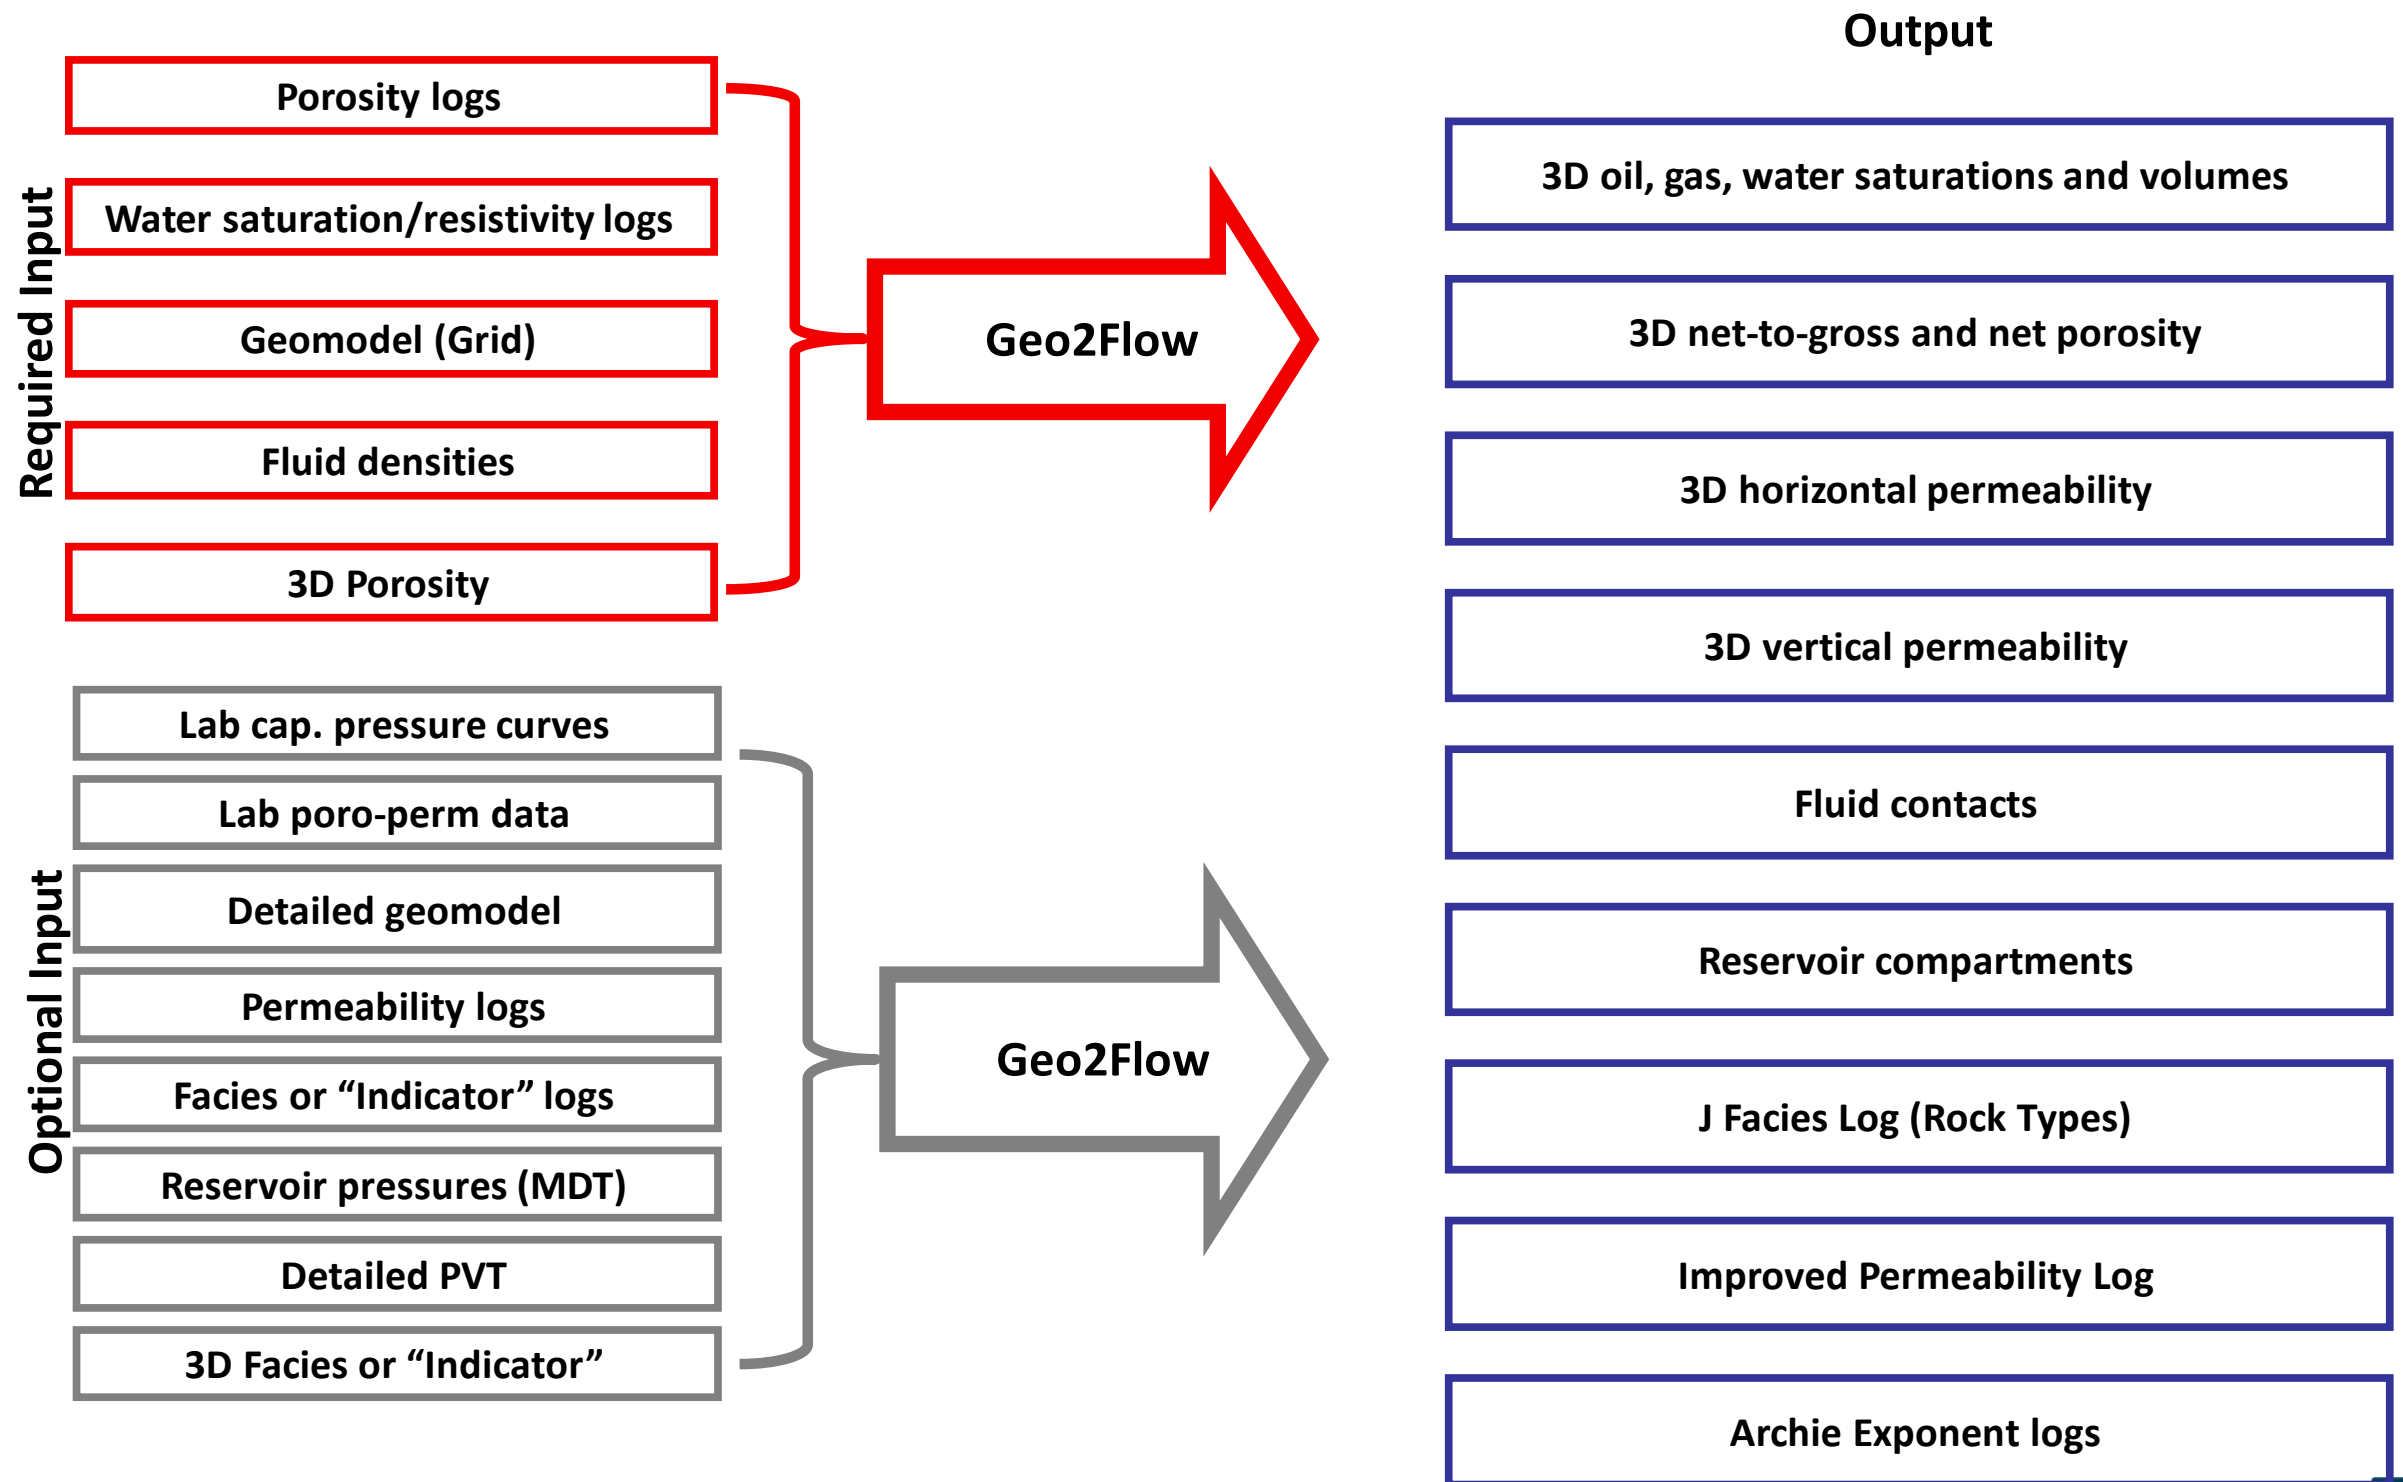 Required Input
Porosity logs
Water saturation/resistivity logs
Geomodel (Grid)
Fluid densities
3D Porosity
Geo2Flow
Optional Input
Lab cap. pressure curves
Lab poro-perm data
Detailed geomodel
Permeability logs
Facies or “Indicator” logs
Reservoir pressures (MDT)
Detailed PVT
3D Facies or “Indicator”
Geo2Flow
Output
3D oil, gas, water saturations and volumes
3D net-to-gross and net porosity
3D horizontal permeability
3D vertical permeability
Fluid contacts
Reservoir compartments
J Facies Log (Rock Types)
Improved Permeability Log
Archie Exponent logs